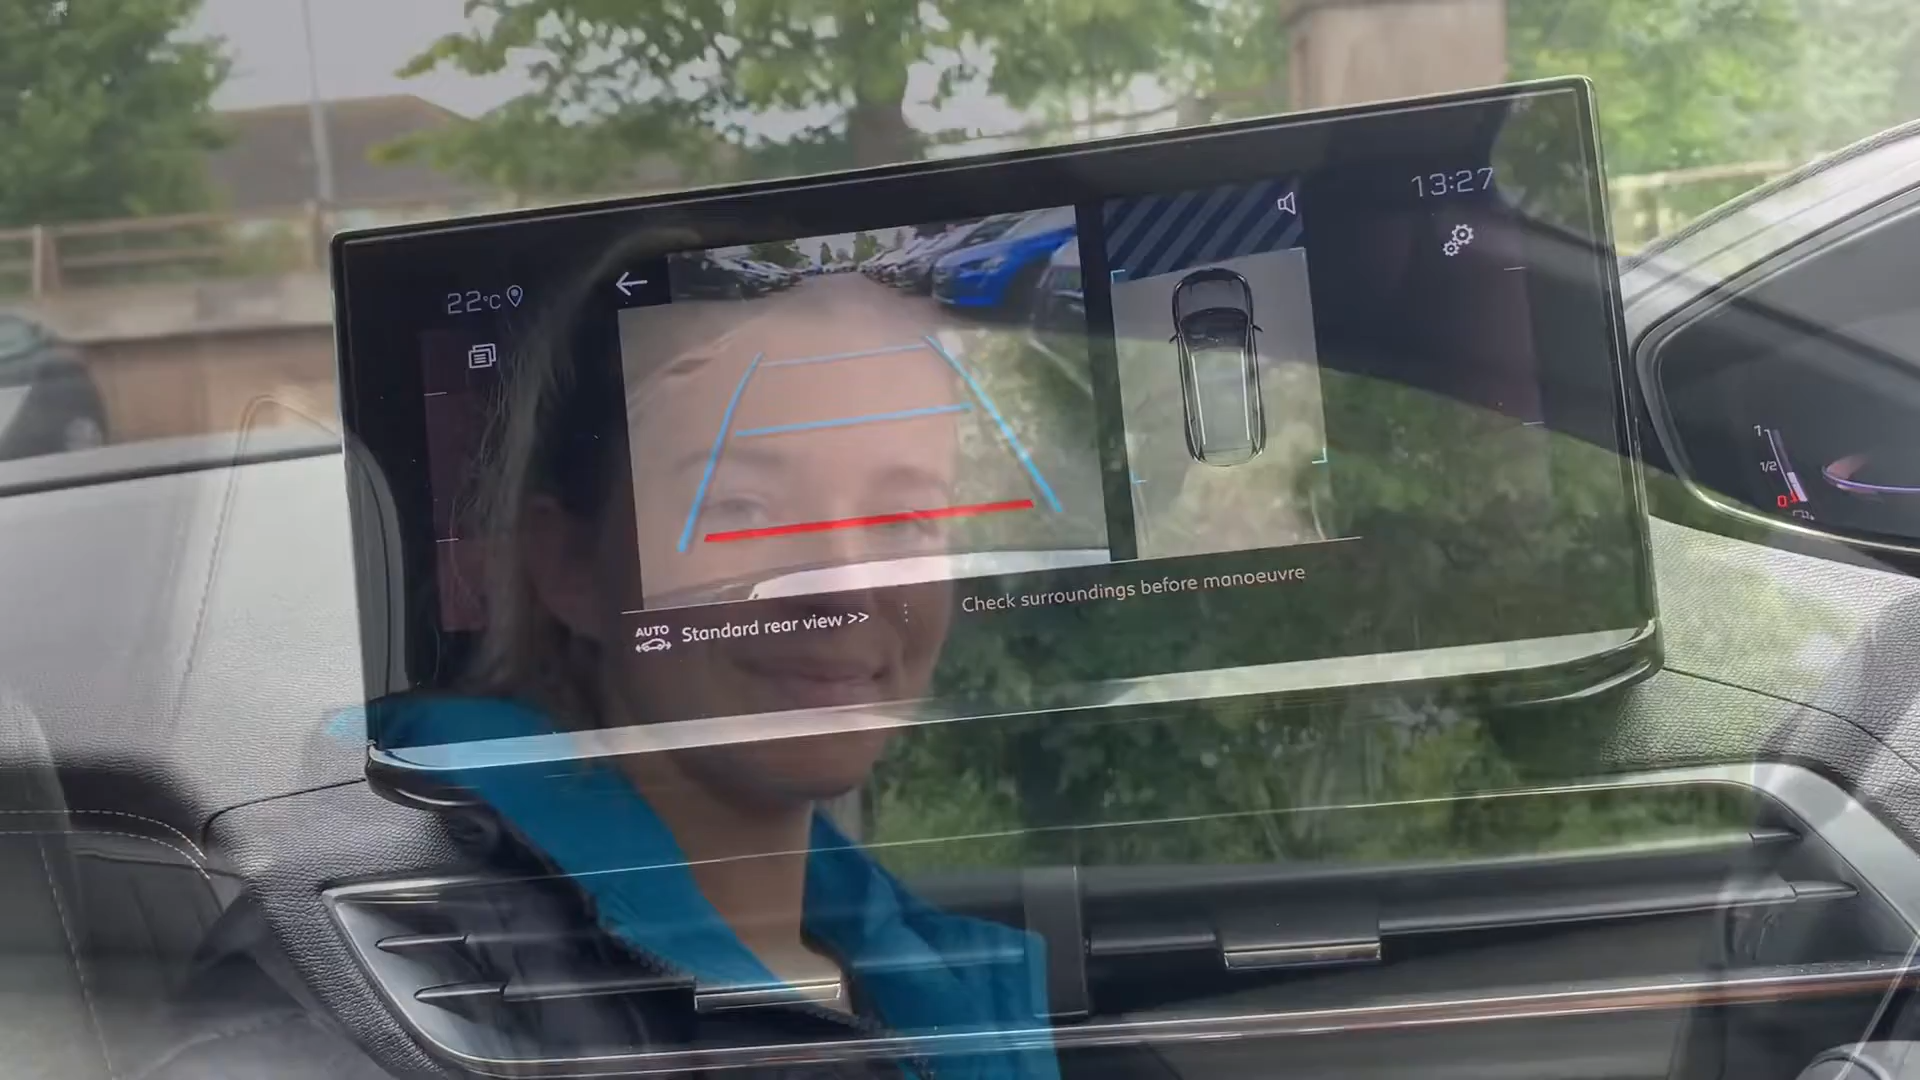 13:27
22°C
AUTO
Standard rear view >>
Check surroundings before manoeuvre
1
1/2
0